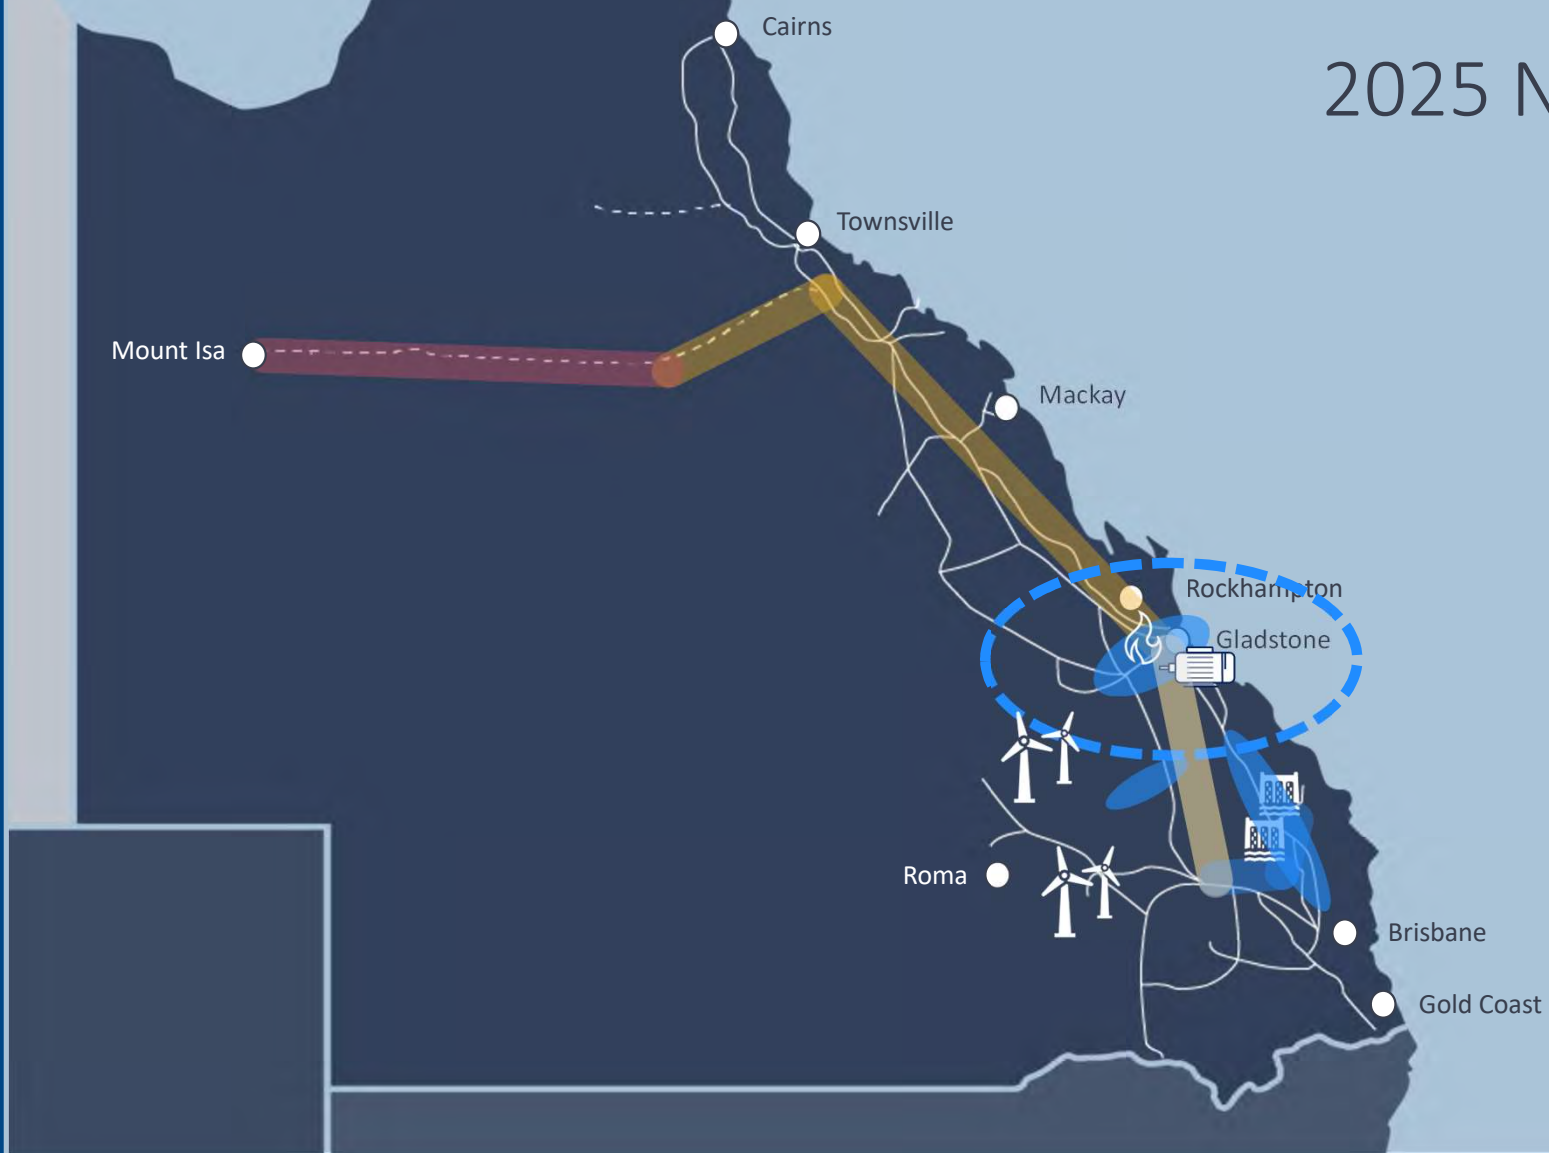 Cairns
2025 N
Townsville
Mount Isa
Mackay
Rockhampton
Gladstone
Roma
Brisbane
Gold Coast